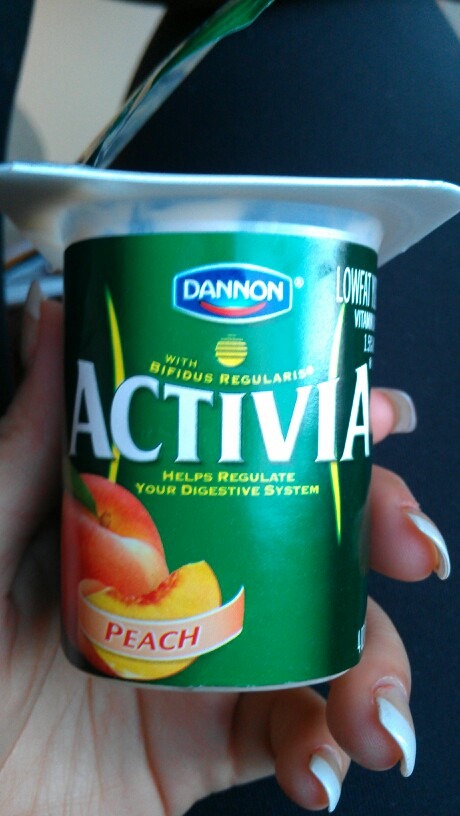 DANNON®
LOWFAT
WITH
BIFIDUS REGULARIS®
ACTIVIA
HELPS REGULATE
YOUR DIGESTIVE SYSTEM
PEACH